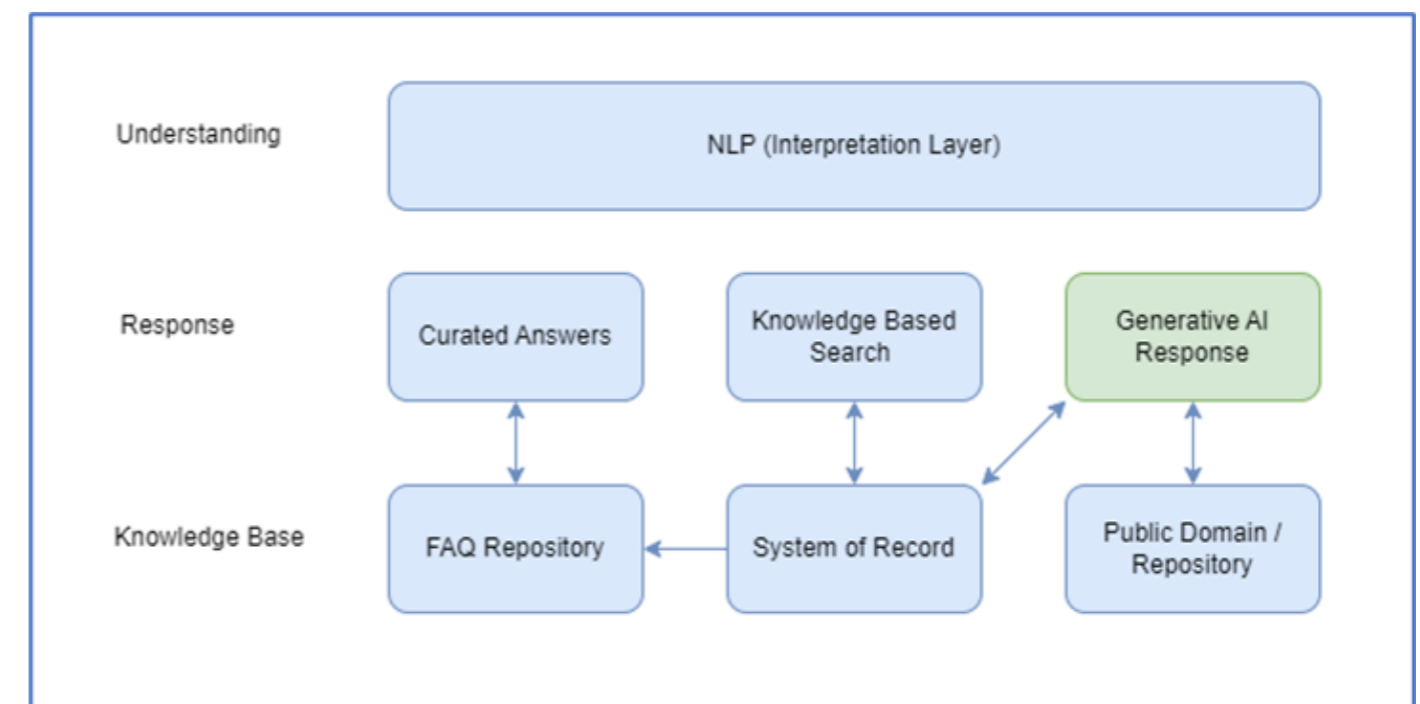 Understanding
NLP (Interpretation Layer)
Response
Curated Answers
Knowledge Based
Search
Generative AI
Response
Knowledge Base
FAQ Repository
System of Record
Public Domain /
Repository